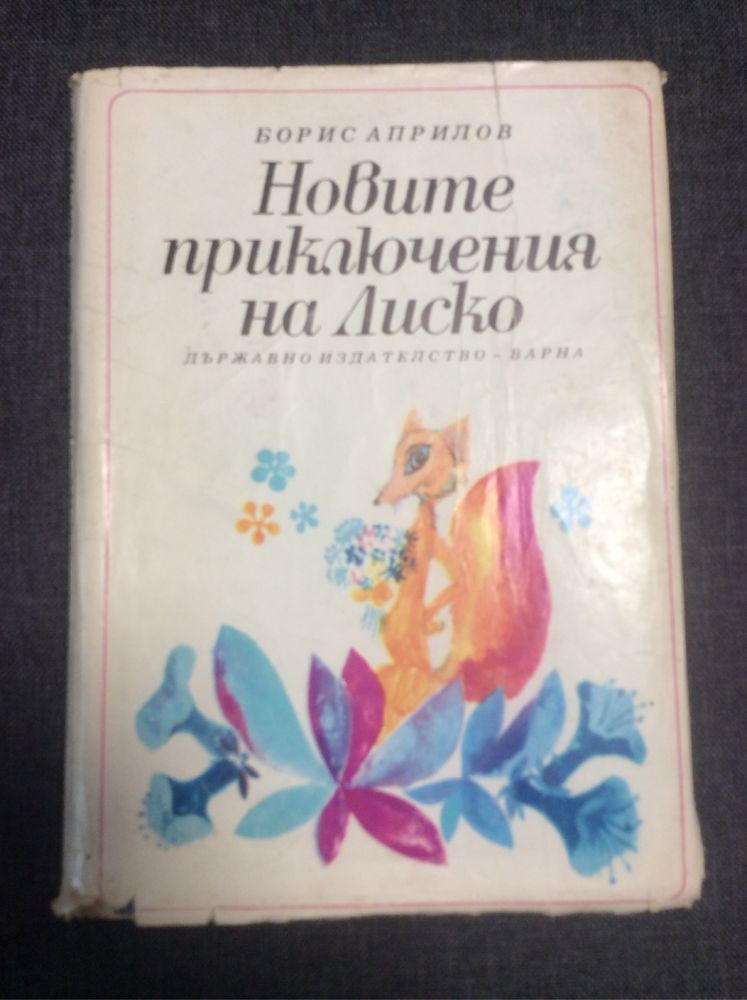 БОРИС АПРИЛОВ
Новите
приключения
на Лиско
ДЪРЖАВНО ИЗДАТЕЛСТВО – ВАРНА